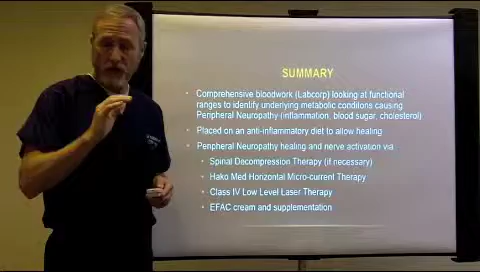 SUMMARY
• Comprehensive bloodwork (Labcorp) looking at functional
ranges to identify underlying metabolic conditions causing
Peripheral Neuropathy (inflammation, blood sugar, cholesterol)
• Placed on an anti-inflammatory diet to allow healing
• Peripheral Neuropathy healing and nerve activation via
• Spinal Decompression Therapy (if necessary)
• Hako Med Horizontal Micro-current Therapy
• Class IV Low Level Laser Therapy
• EFAC cream and supplementation